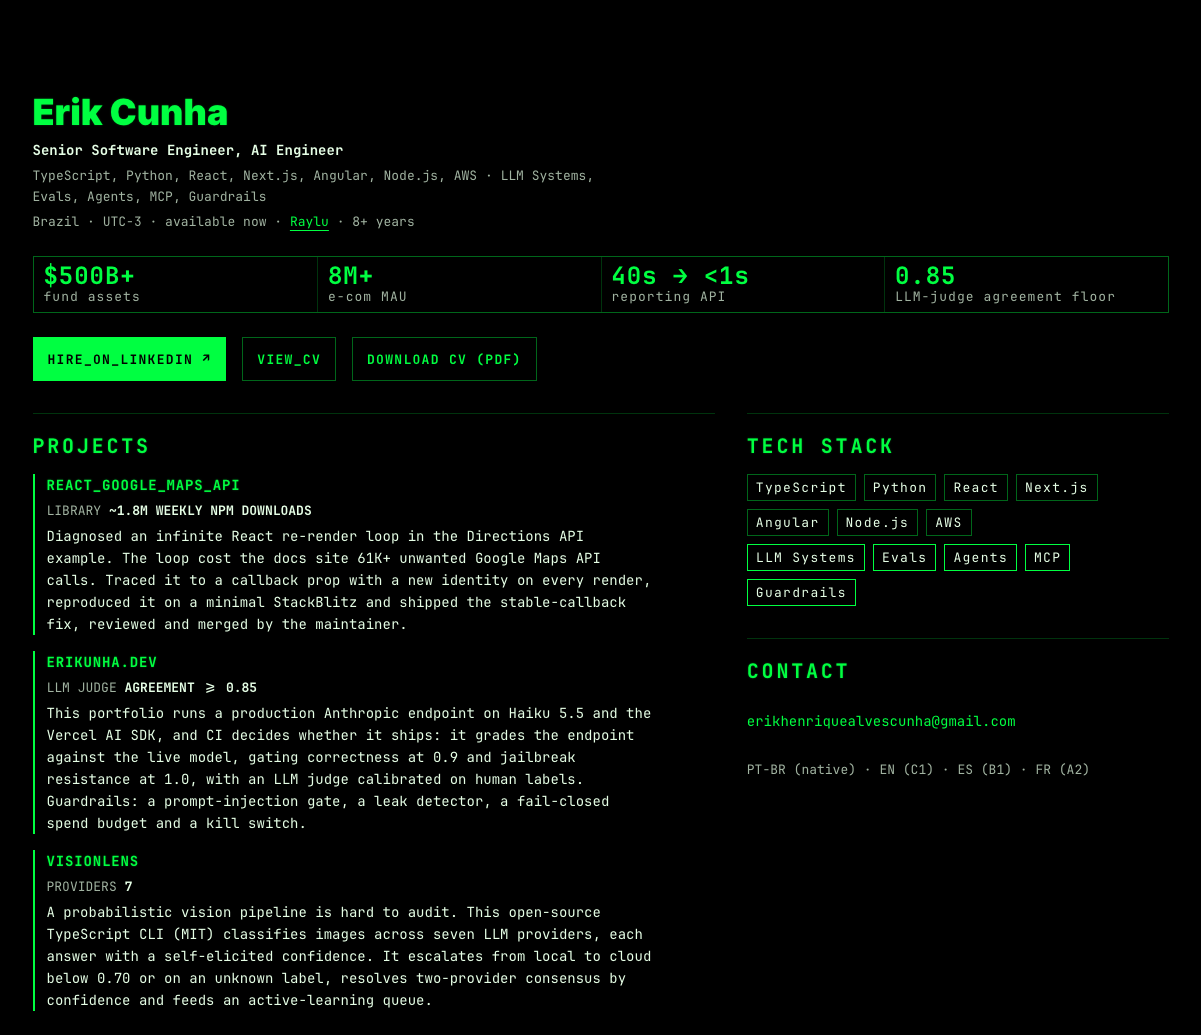 Erik Cunha
Senior Software Engineer, AI Engineer
TypeScript, Python, React, Next.js, Angular, Node.js, AWS · LLM Systems,
Evals, Agents, MCP, Guardrails
Brazil · UTC-3 · available now · Raylu · 8+ years
$500B+
fund assets
8M+
e-com MAU
40s → <1s
reporting API
0.85
LLM-judge agreement floor
HIRE_ON_LINKEDIN ↗
VIEW_CV
DOWNLOAD CV (PDF)
PROJECTS
REACT_GOOGLE_MAPS_API
LIBRARY ~1.8M WEEKLY NPM DOWNLOADS
Diagnosed an infinite React re-render loop in the Directions API
example. The loop cost the docs site 61K+ unwanted Google Maps API
calls. Traced it to a callback prop with a new identity on every render,
reproduced it on a minimal StackBlitz and shipped the stable-callback
fix, reviewed and merged by the maintainer.
ERIKUNHA.DEV
LLM JUDGE AGREEMENT ⩾ 0.85
This portfolio runs a production Anthropic endpoint on Haiku 5.5 and the
Vercel AI SDK, and CI decides whether it ships: it grades the endpoint
against the live model, gating correctness at 0.9 and jailbreak
resistance at 1.0, with an LLM judge calibrated on human labels.
Guardrails: a prompt-injection gate, a leak detector, a fail-closed
spend budget and a kill switch.
VISIONLENS
PROVIDERS 7
A probabilistic vision pipeline is hard to audit. This open-source
TypeScript CLI (MIT) classifies images across seven LLM providers, each
answer with a self-elicited confidence. It escalates from local to cloud
below 0.70 or on an unknown label, resolves two-provider consensus by
confidence and feeds an active-learning queue.
TECH STACK
TypeScript Python React Next.js
Angular Node.js AWS
LLM Systems Evals Agents MCP
Guardrails
CONTACT
erikhenriquealvescunha@gmail.com
PT-BR (native) · EN (C1) · ES (B1) · FR (A2)